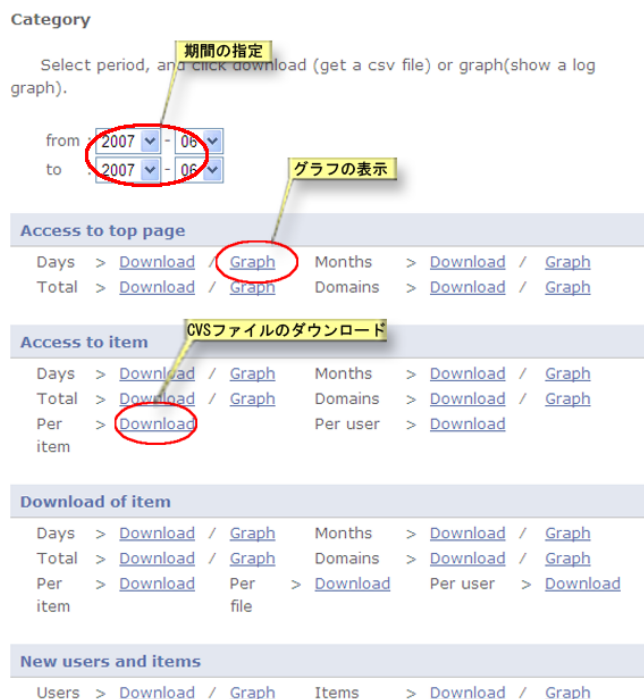 Category
期間の指定
Select period, and click download (get a csv file) or graph(show a log
graph).
from : 2007 - 06
to : 2007 - 06
グラフの表示
Access to top page
Days > Download / Graph Months > Download / Graph
Total > Download / Graph Domains > Download / Graph
CVSファイルのダウンロード
Access to item
Days > Download / Graph Months > Download / Graph
Total > Download / Graph Domains > Download / Graph
Per > Download Per user > Download
item
Download of item
Days > Download / Graph Months > Download / Graph
Total > Download / Graph Domains > Download / Graph
Per > Download Per > Download Per user > Download
item file
New users and items
Users > Download / Graph Items > Download / Graph